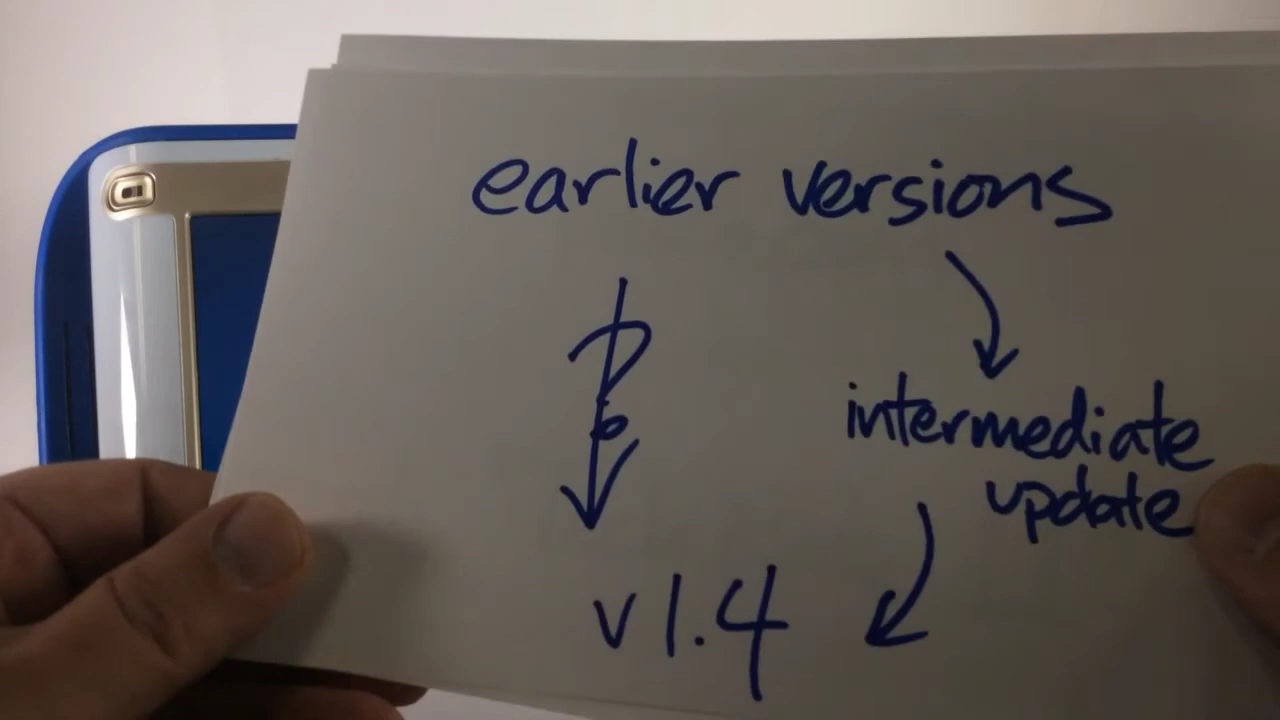 earlier versions
?
intermediate
update
v1.4